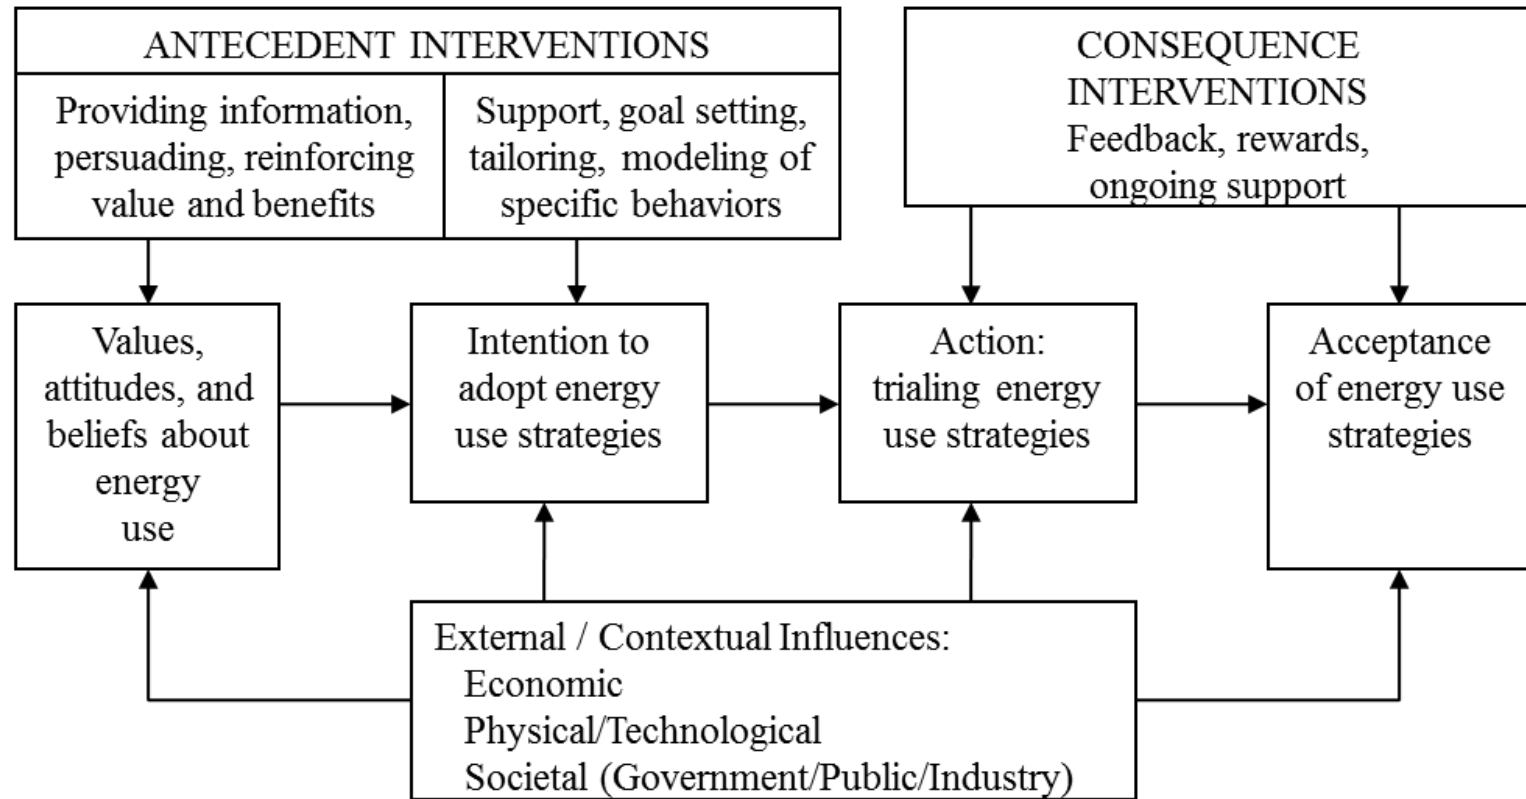 ANTECEDENT INTERVENTIONS
Providing information,
persuading, reinforcing
value and benefits
Support, goal setting,
tailoring, modeling of
specific behaviors
CONSEQUENCE
INTERVENTIONS
Feedback, rewards,
ongoing support
Values,
attitudes, and
beliefs about
energy
use
Intention to
adopt energy
use strategies
Action:
trialing energy
use strategies
Acceptance
of energy use
strategies
External / Contextual Influences:
Economic
Physical/Technological
Societal (Government/Public/Industry)